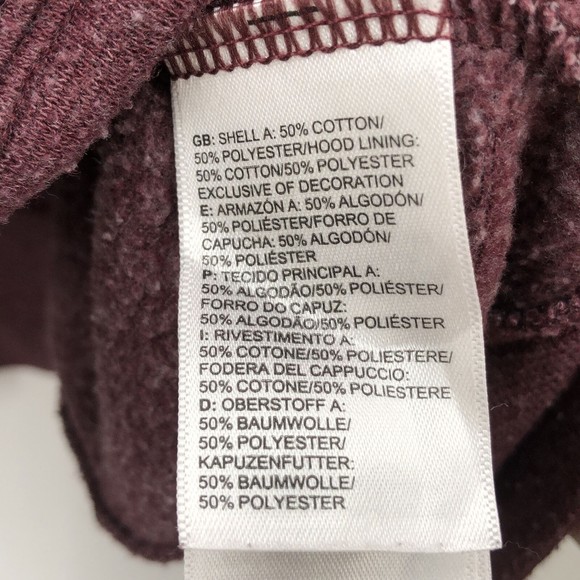 GB: SHELL A: 50% COTTON/
50% POLYESTER/HOOD LINING:
50% COTTON/50% POLYESTER
EXCLUSIVE OF DECORATION
E: ARMAZÓN A: 50% ALGODÓN/
50% POLIÉSTER/FORRO DE
CAPUCHA: 50% ALGODÓN/
50% POLIÉSTER
P: TECIDO PRINCIPAL A:
50% ALGODÃO/50% POLIÉSTER/
FORRO DO CAPUZ:
50% ALGODÃO/50% POLIÉSTER
I: RIVESTIMENTO A:
50% COTONE/50% POLIESTERE/
FODERA DEL CAPPUCCIO:
50% COTONE/50% POLIESTERE
D: OBERSTOFF A:
50% BAUMWOLLE/
50% POLYESTER/
KAPUZENFUTTER:
50% BAUMWOLLE/
50% POLYESTER